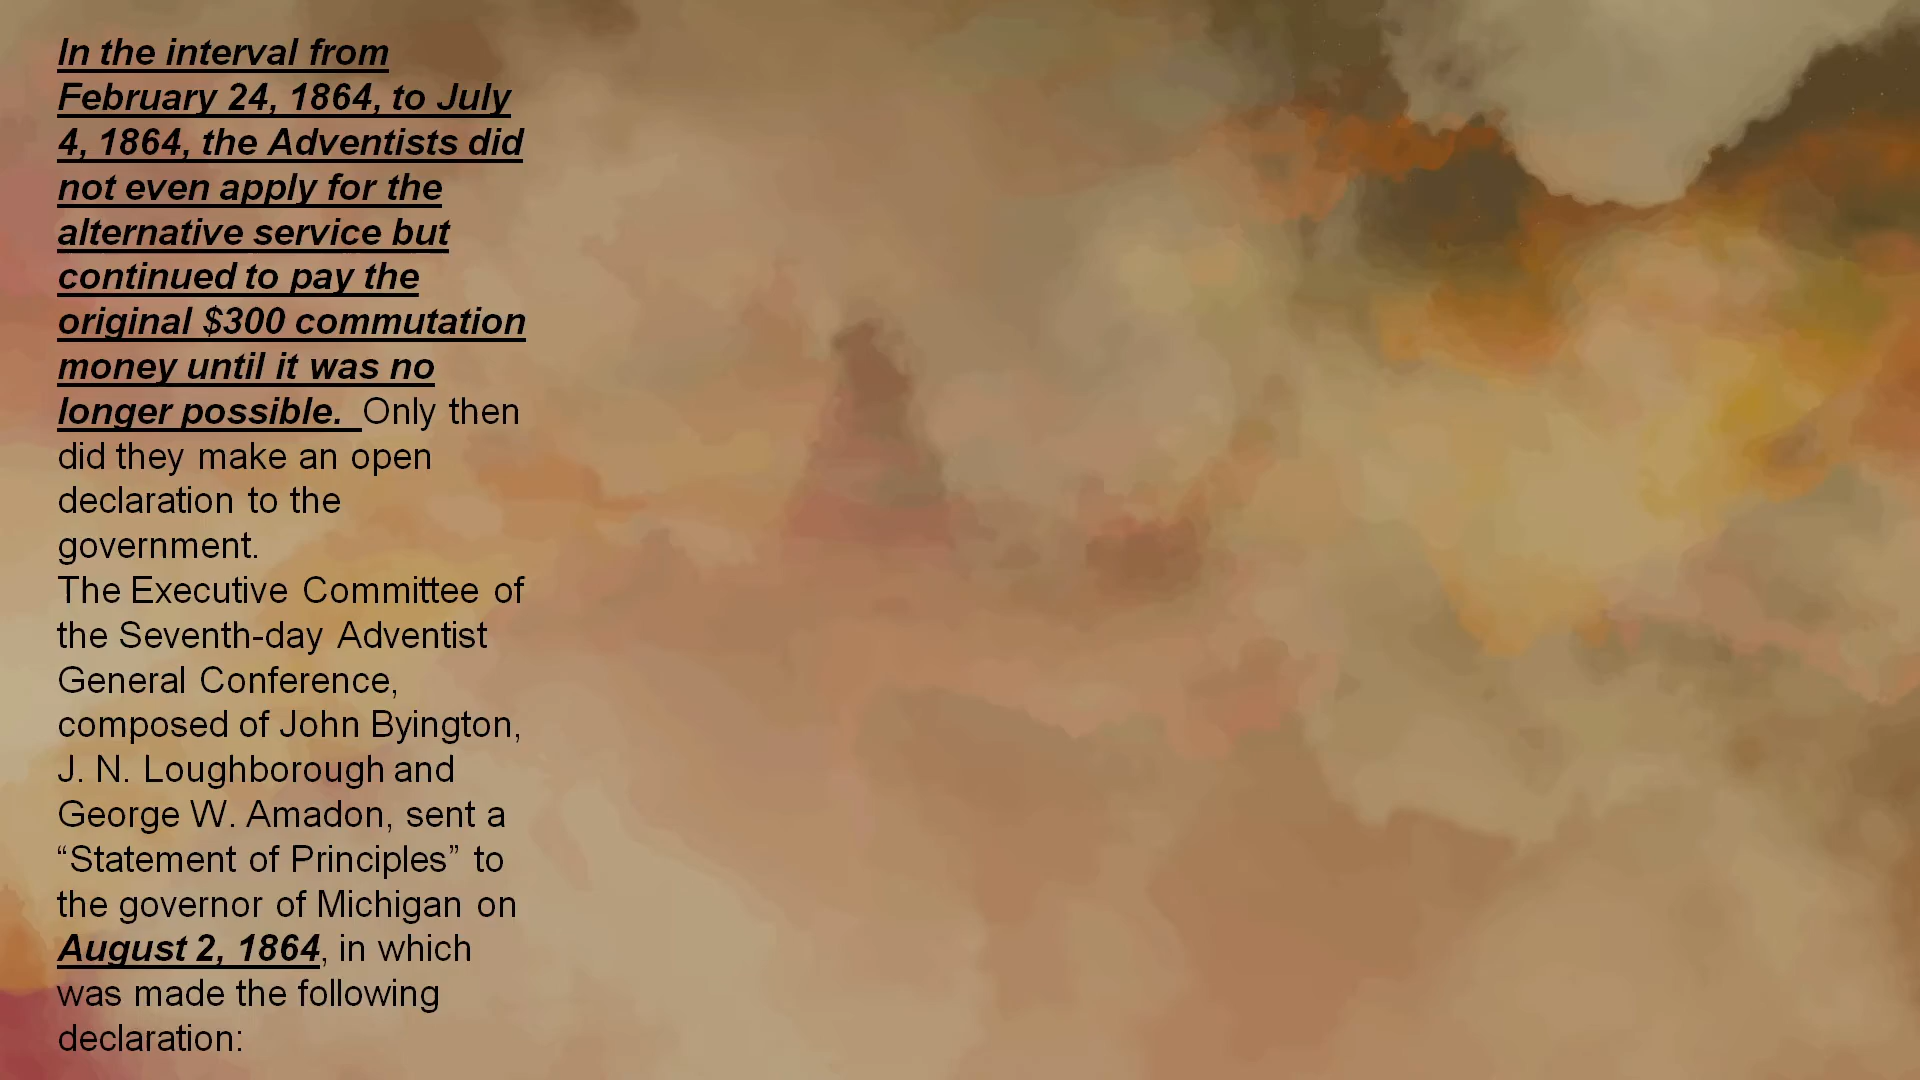 In the interval from
February 24, 1864, to July
4, 1864, the Adventists did
not even apply for the
alternative service but
continued to pay the
original $300 commutation
money until it was no
longer possible. Only then
did they make an open
declaration to the
government.
The Executive Committee of
the Seventh-day Adventist
General Conference,
composed of John Byington,
J. N. Loughborough and
George W. Amadon, sent a
“Statement of Principles” to
the governor of Michigan on
August 2, 1864, in which
was made the following
declaration: